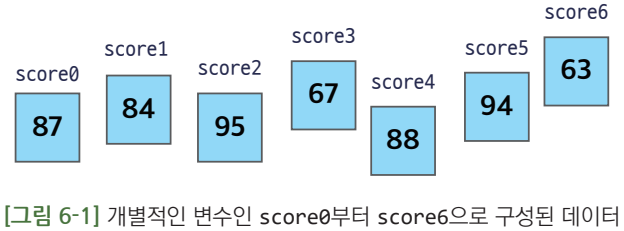 score0 score1 score2 score3 score4 score5 score6
87 84 95 67 88 94 63
[그림 6-1] 개별적인 변수인 score0부터 score6으로 구성된 데이터